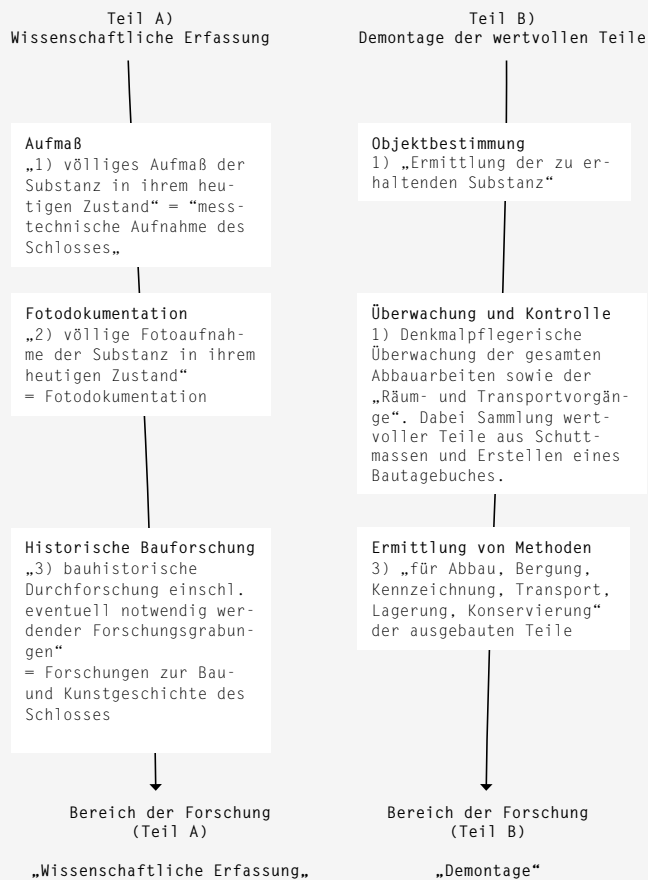 Teil A)
Wissenschaftliche Erfassung
Aufmaß
„1) völliges Aufmaß der
Substanz in ihrem heu-
tigen Zustand“ = “mess-
technische Aufnahme des
Schlosses„
Fotodokumentation
„2) völlige Fotoaufnah-
me der Substanz in ihrem
heutigen Zustand“
= Fotodokumentation
Historische Bauforschung
„3) bauhistorische
Durchforschung einschl.
eventuell notwendig wer-
dender Forschungsgrabun-
gen“
= Forschungen zur Bau-
und Kunstgeschichte des
Schlosses
Bereich der Forschung
(Teil A)
„Wissenschaftliche Erfassung„
Teil B)
Demontage der wertvollen Teile
Objektbestimmung
1) „Ermittlung der zu er-
haltenden Substanz“
Überwachung und Kontrolle
1) Denkmalpflegerische
Überwachung der gesamten
Abbauarbeiten sowie der
„Räum- und Transportvorgän-
ge“. Dabei Sammlung wert-
voller Teile aus Schutt-
massen und Erstellen eines
Bautagebuches.
Ermittlung von Methoden
3) „für Abbau, Bergung,
Kennzeichnung, Transport,
Lagerung, Konservierung“
der ausgebauten Teile
Bereich der Forschung
(Teil B)
„Demontage“